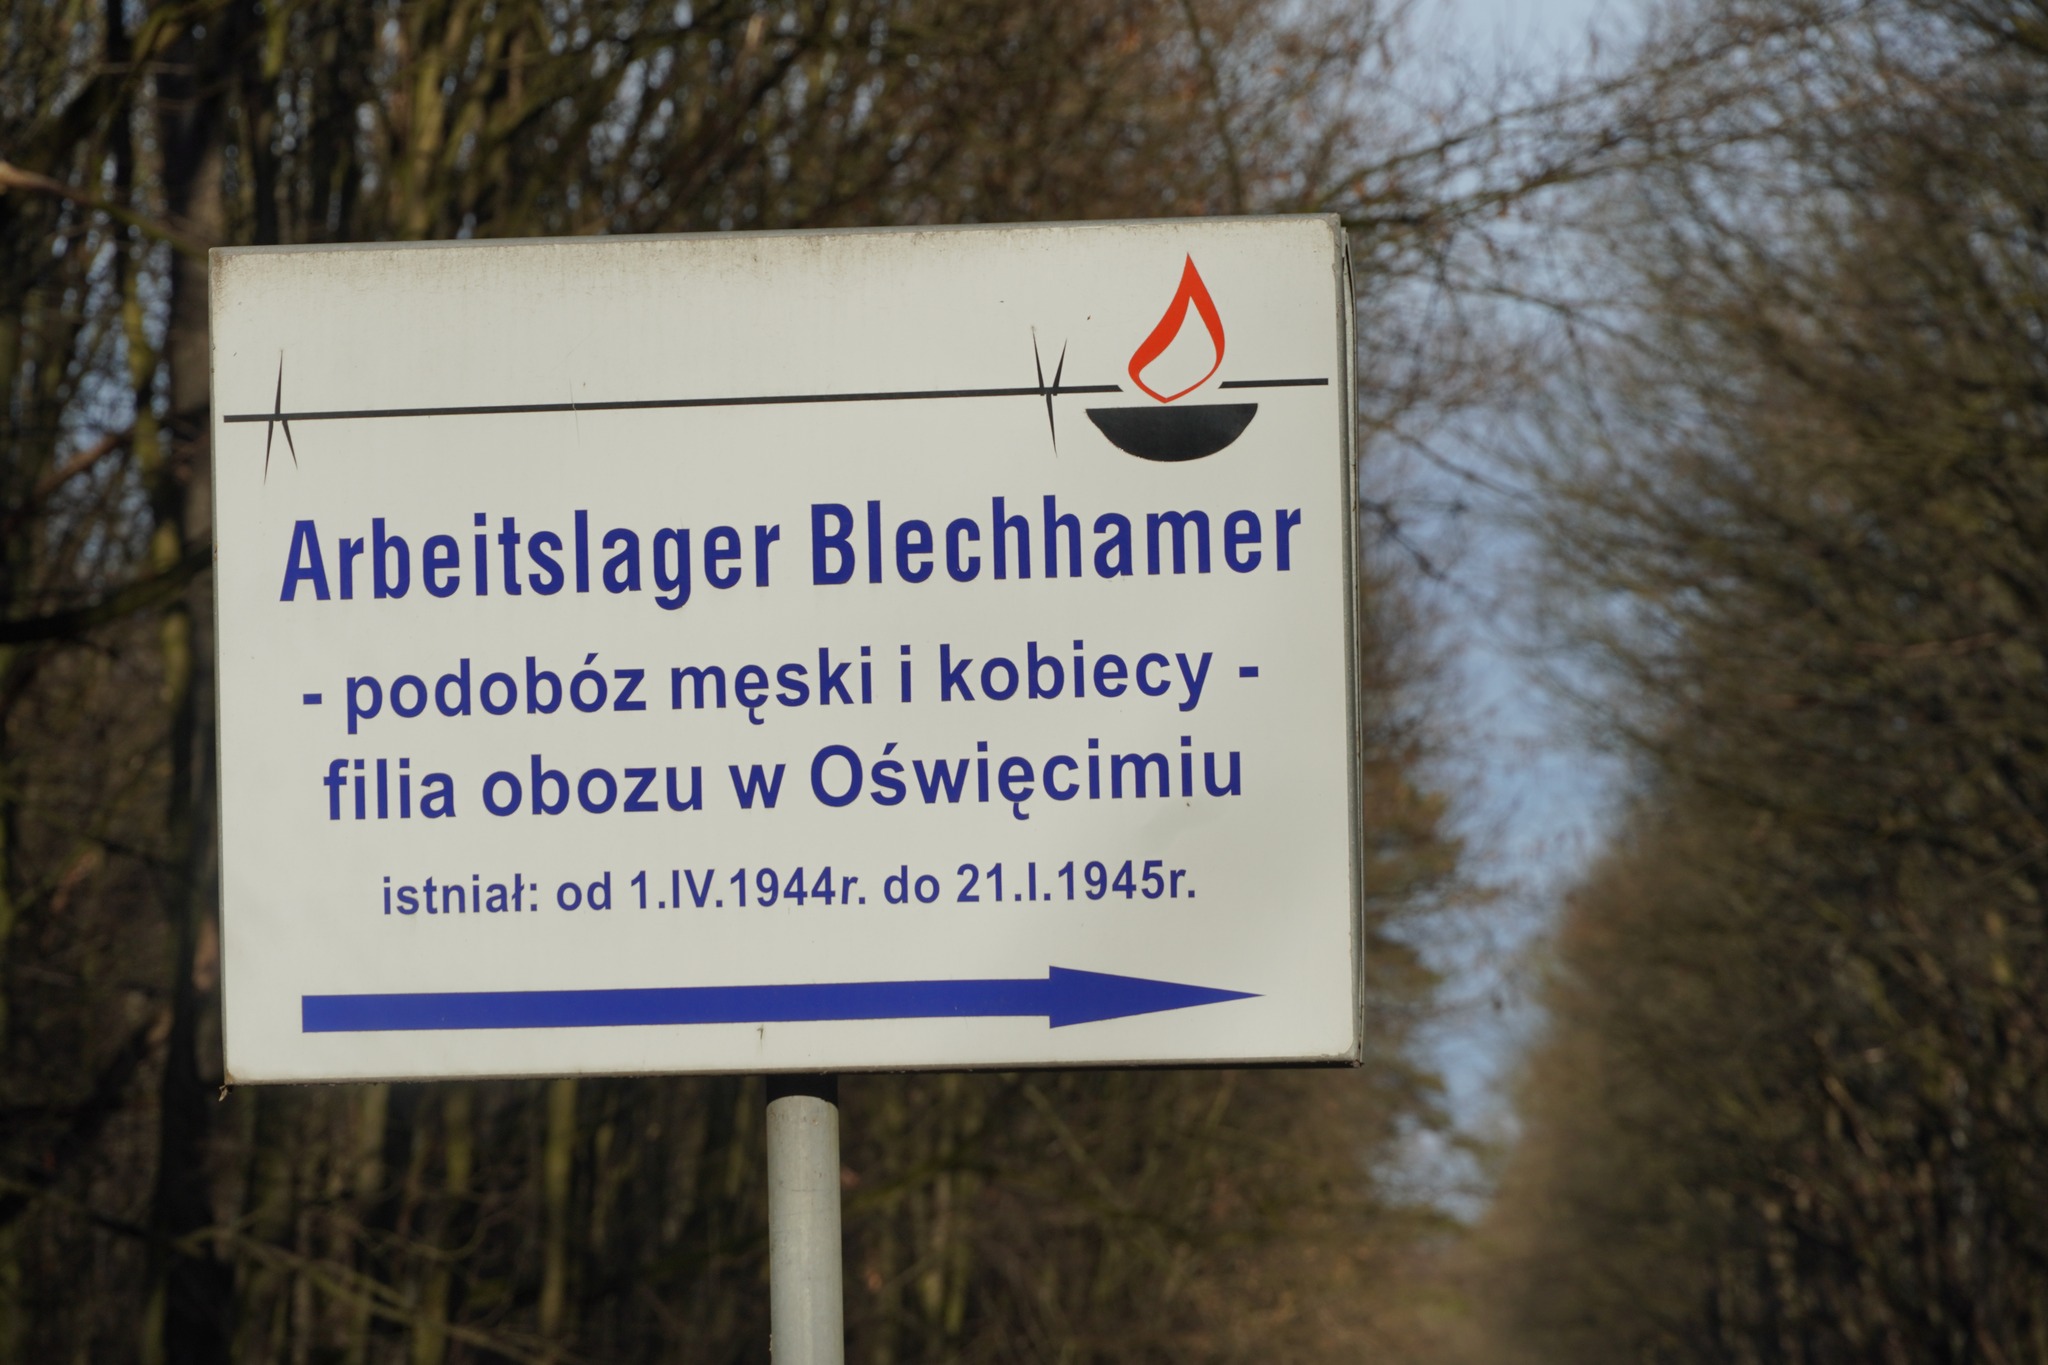 Arbeitslager Blechhamer
- podobóz męski i kobiecy -
filia obozu w Oświęcimiu
istniał: od 1.IV.1944r. do 21.I.1945r.